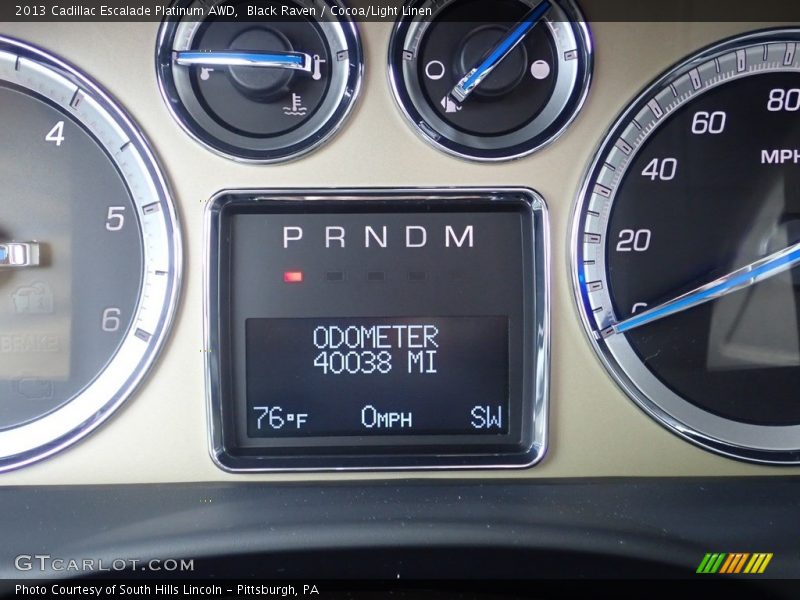 2013 Cadillac Escalade Platinum AWD, Black Raven / Cocoa/Light Linen
4
5
6
BRAKE
20
40
60
80
MPH
P R N D M
ODOMETER
40038 MI
76°F 0MPH SW
GTCARLOT.COM
Photo Courtesy of South Hills Lincoln - Pittsburgh, PA